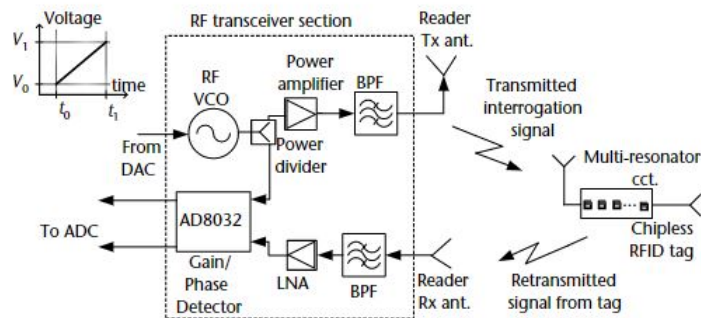 Voltage
V1
V0
t0
t1
time
RF transceiver section
RF
VCO
Power
amplifier
BPF
Reader
Tx ant.
From
DAC
Power
divider
Transmitted
interrogation
signal
Multi-resonator
cct.
Chipless
RFID tag
To ADC
AD8032
Gain/
Phase
Detector
LNA
BPF
Reader
Rx ant.
Retransmitted
signal from tag